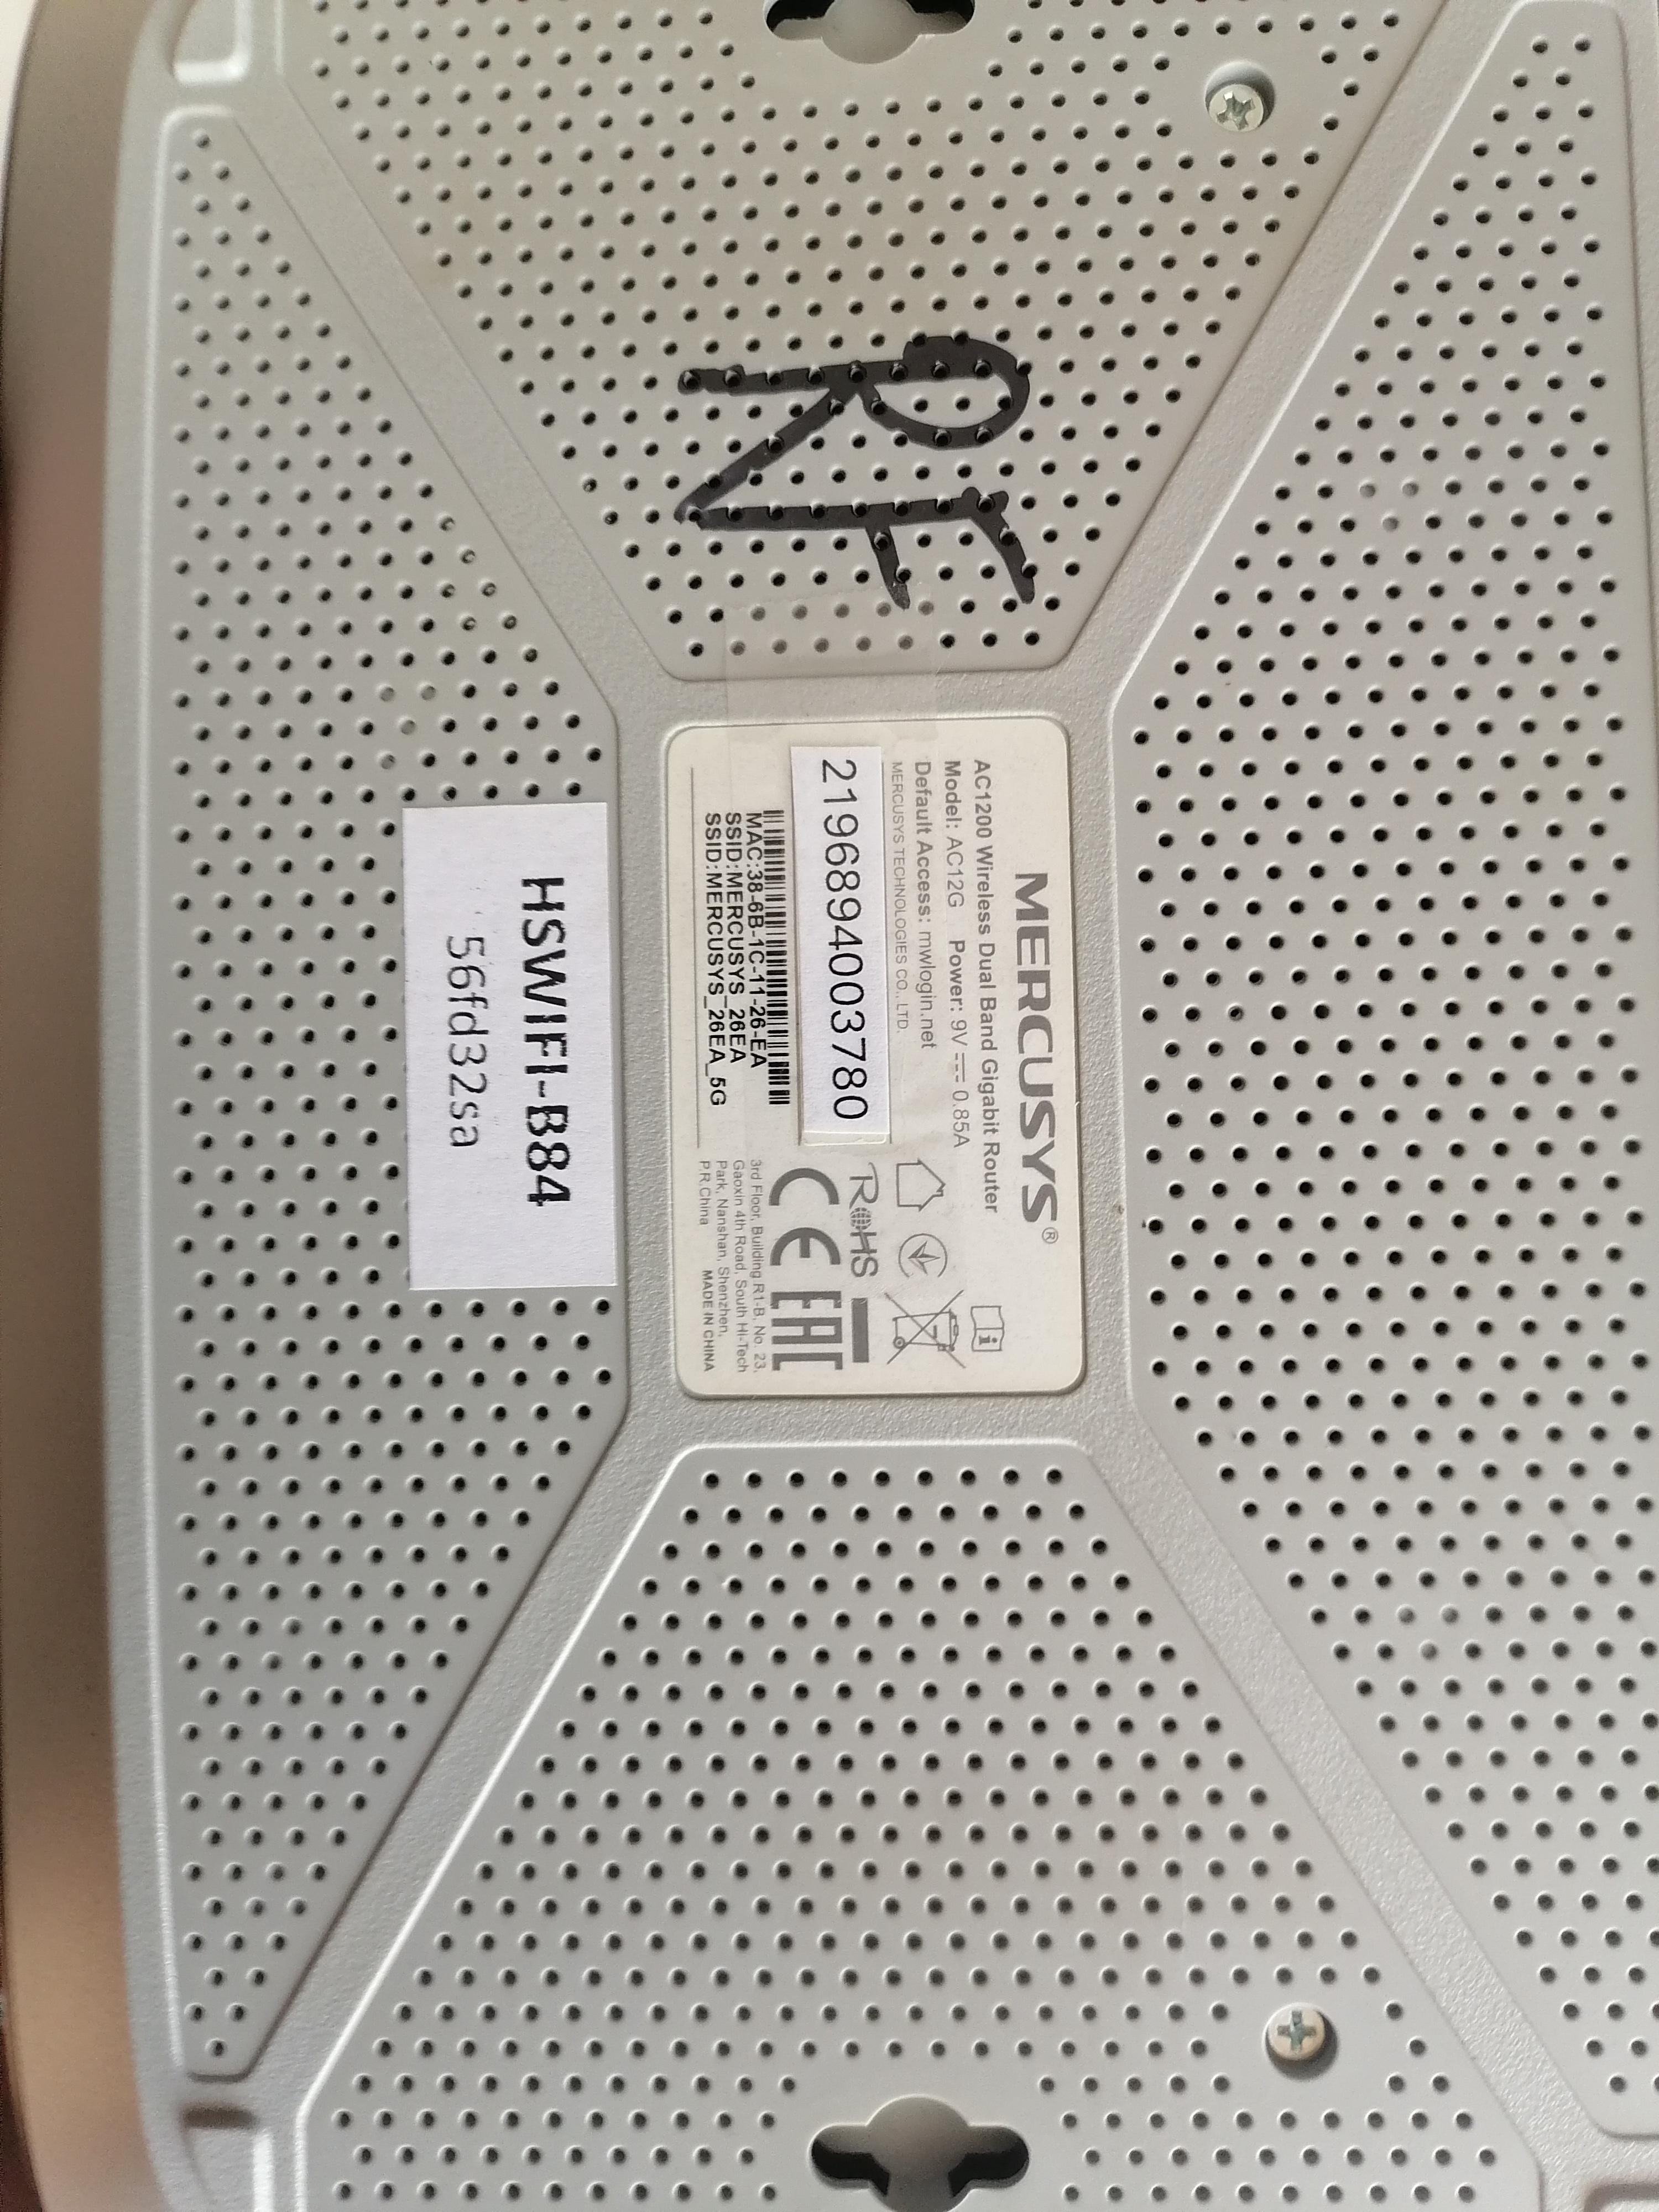 RF
MERCUSYS®
AC1200 Wireless Dual Band Gigabit Router
Model: AC12G Power: 9V⎓0.85A
Default Access: mwlogin.net
MERCUSYS TECHNOLOGIES CO., LTD.
2196894003780
MAC:38-6B-1C-11-26-EA
SSID:MERCUSYS_26EA
SSID:MERCUSYS_26EA_5G
i
RoHS
CE EAC
3rd Floor, Building R1-B, No. 23,
Gaoxin 4th Road, South Hi-Tech
Park, Nanshan, Shenzhen,
P.R.China MADE IN CHINA
HSWIFI-B84
56fd32sa